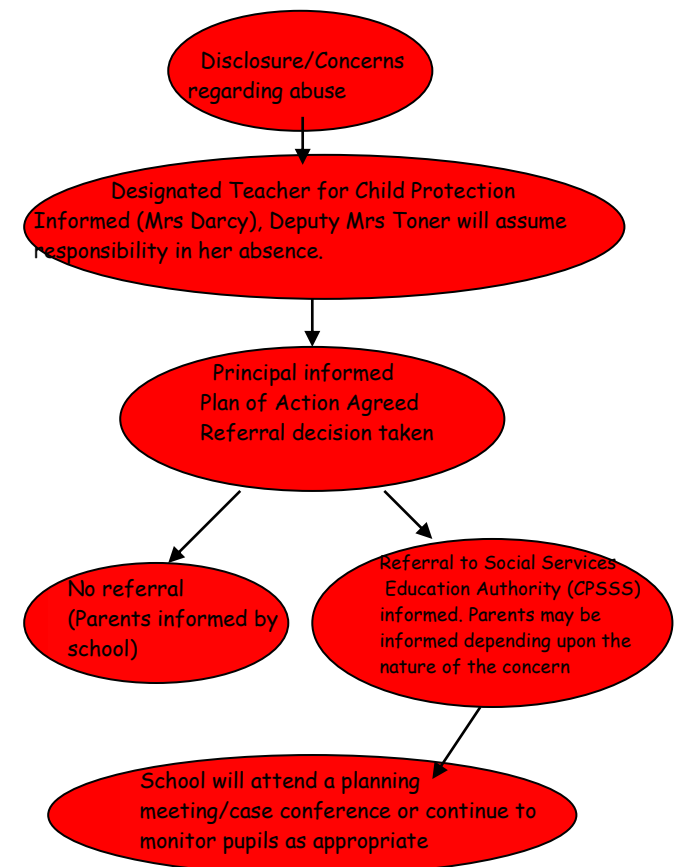 Disclosure/Concerns
regarding abuse
Designated Teacher for Child Protection
Informed (Mrs Darcy), Deputy Mrs Toner will assume
responsibility in her absence.
Principal informed
Plan of Action Agreed
Referral decision taken
No referral
(Parents informed by
school)
Referral to Social Services
Education Authority (CPSSS)
informed. Parents may be
informed depending upon the
nature of the concern
School will attend a planning
meeting/case conference or continue to
monitor pupils as appropriate